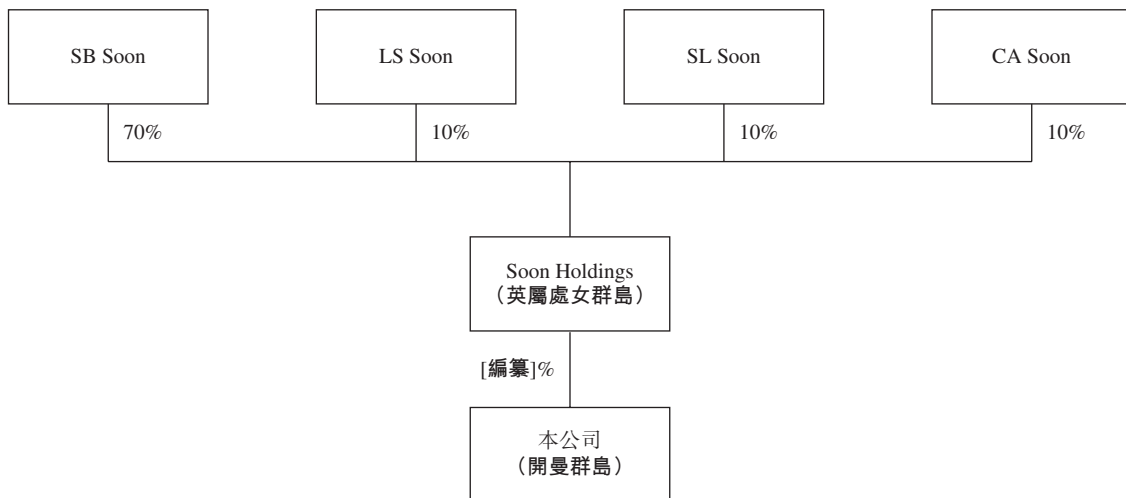 SB Soon
LS Soon
SL Soon
CA Soon
70%
10%
10%
10%
Soon Holdings
（英屬處女群島）
[編纂]%
本公司
（開曼群島）